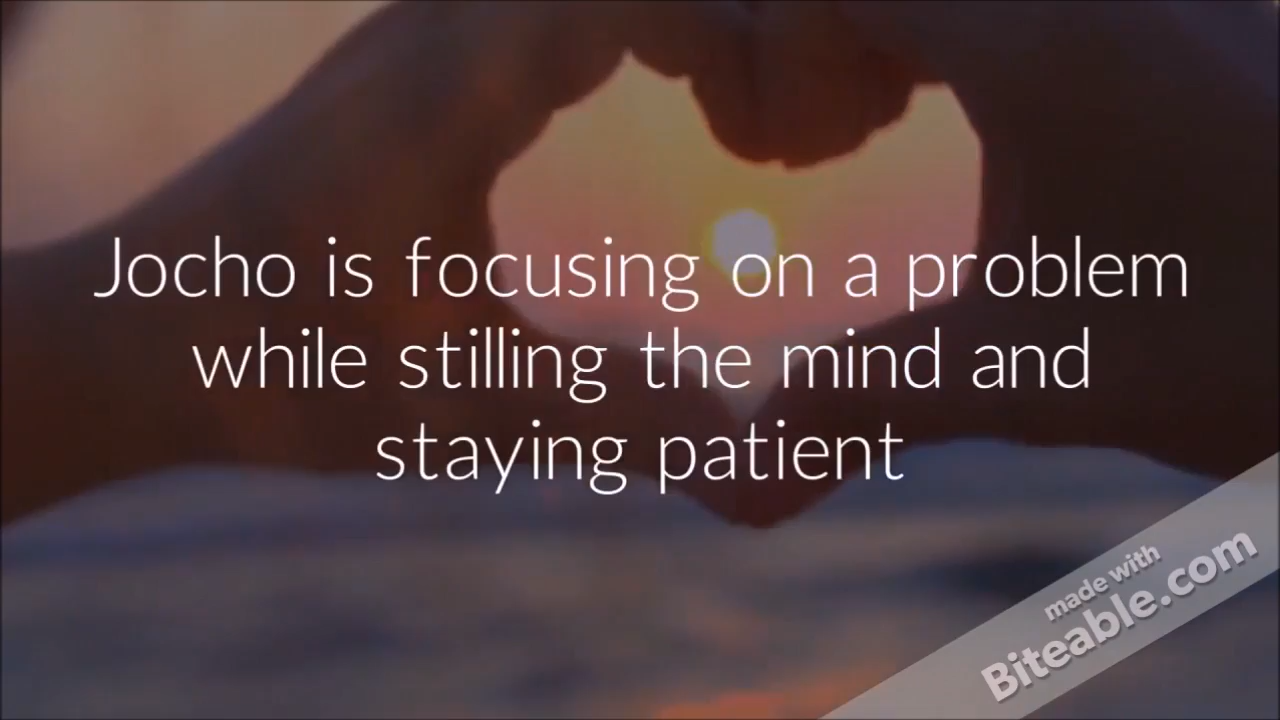 Jocho is focusing on a problem
while stilling the mind and
staying patient
made with
Biteable.com